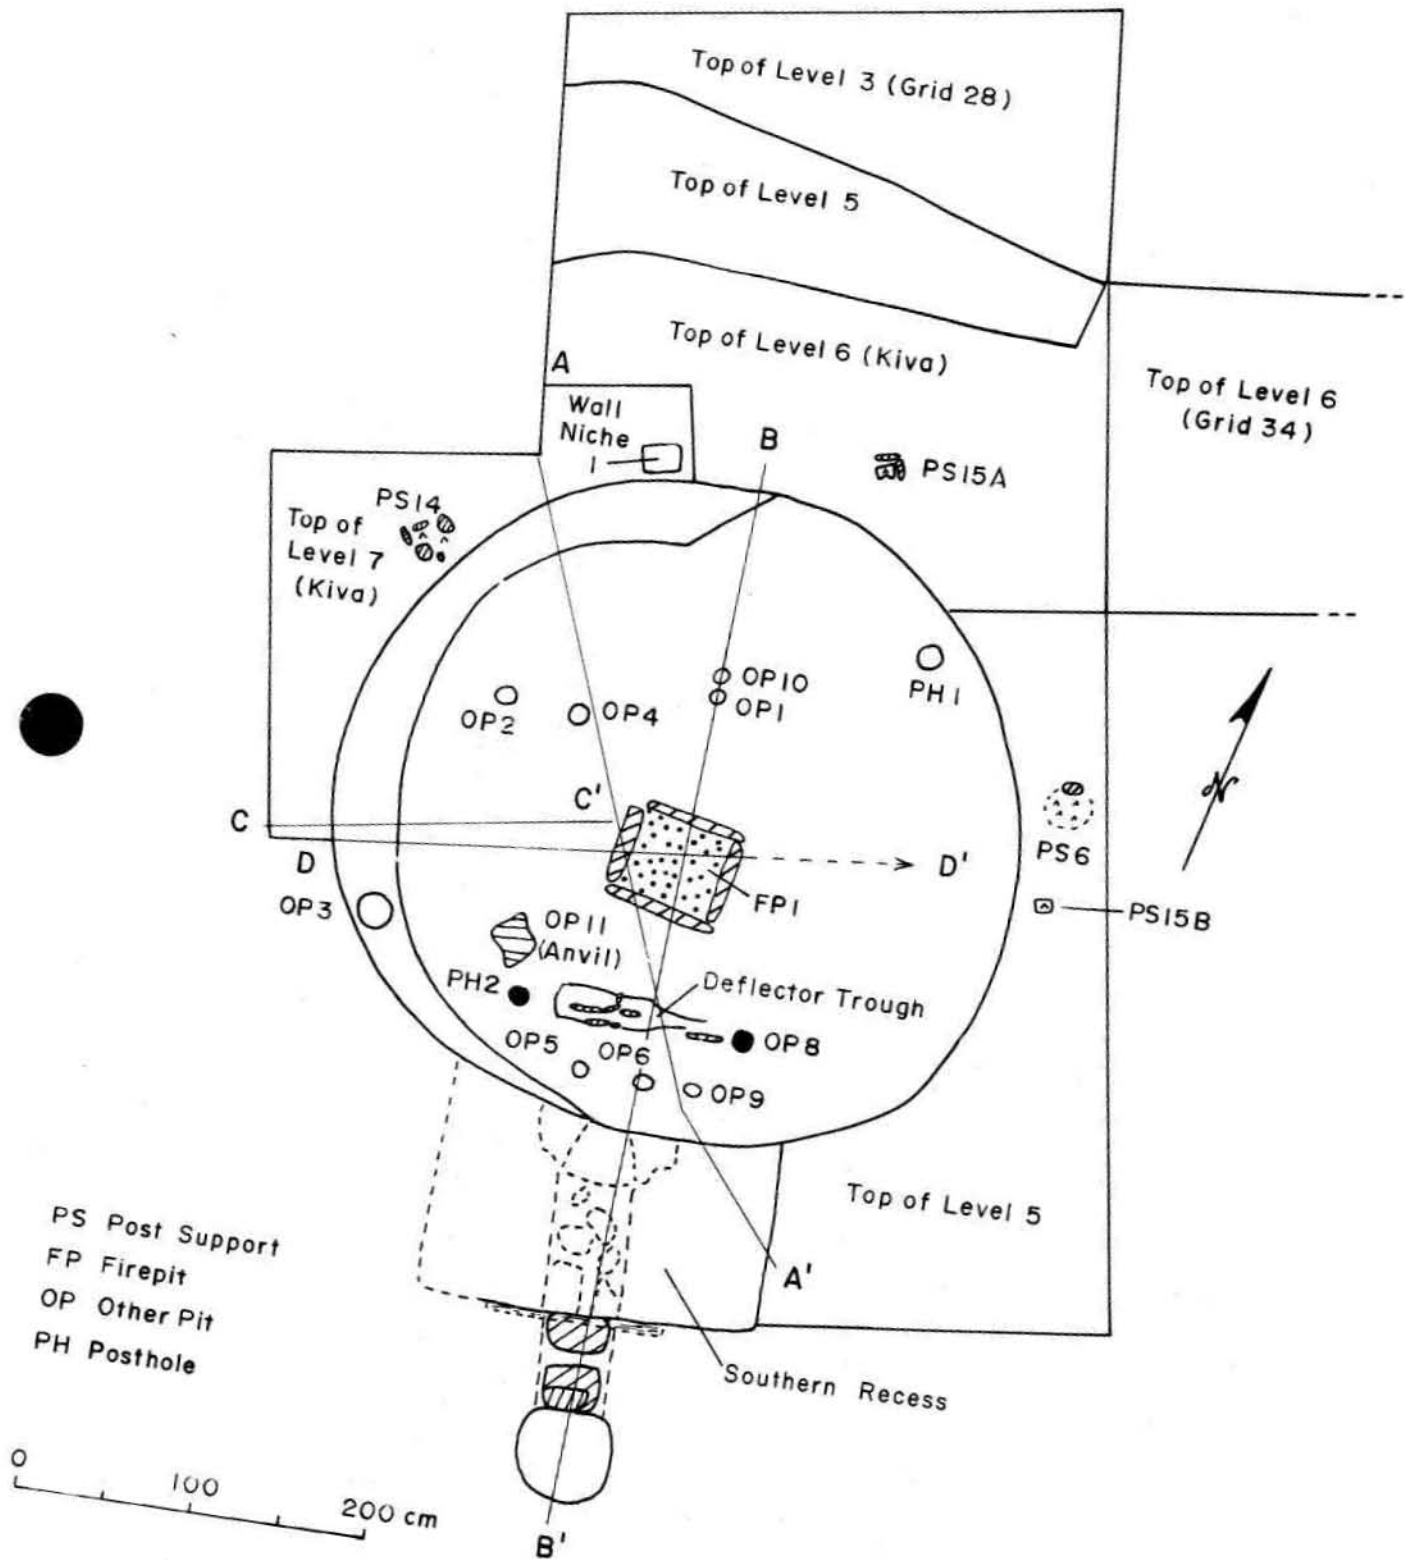 Top of Level 3 (Grid 28)
Top of Level 5
Top of Level 6 (Kiva)
Top of Level 6
(Grid 34)
A
Wall
Niche
1
B
PS15A
PS14
Top of
Level 7
(Kiva)
OP10
OP1
PH1
OP2
OP4
N
C
C'
D
D'
PS6
FP1
OP3
PS15B
OP11
(Anvil)
PH2
Deflector Trough
OP8
OP5
OP6
OP9
Top of Level 5
A'
Southern Recess
B'
PS Post Support
FP Firepit
OP Other Pit
PH Posthole
0
100
200 cm